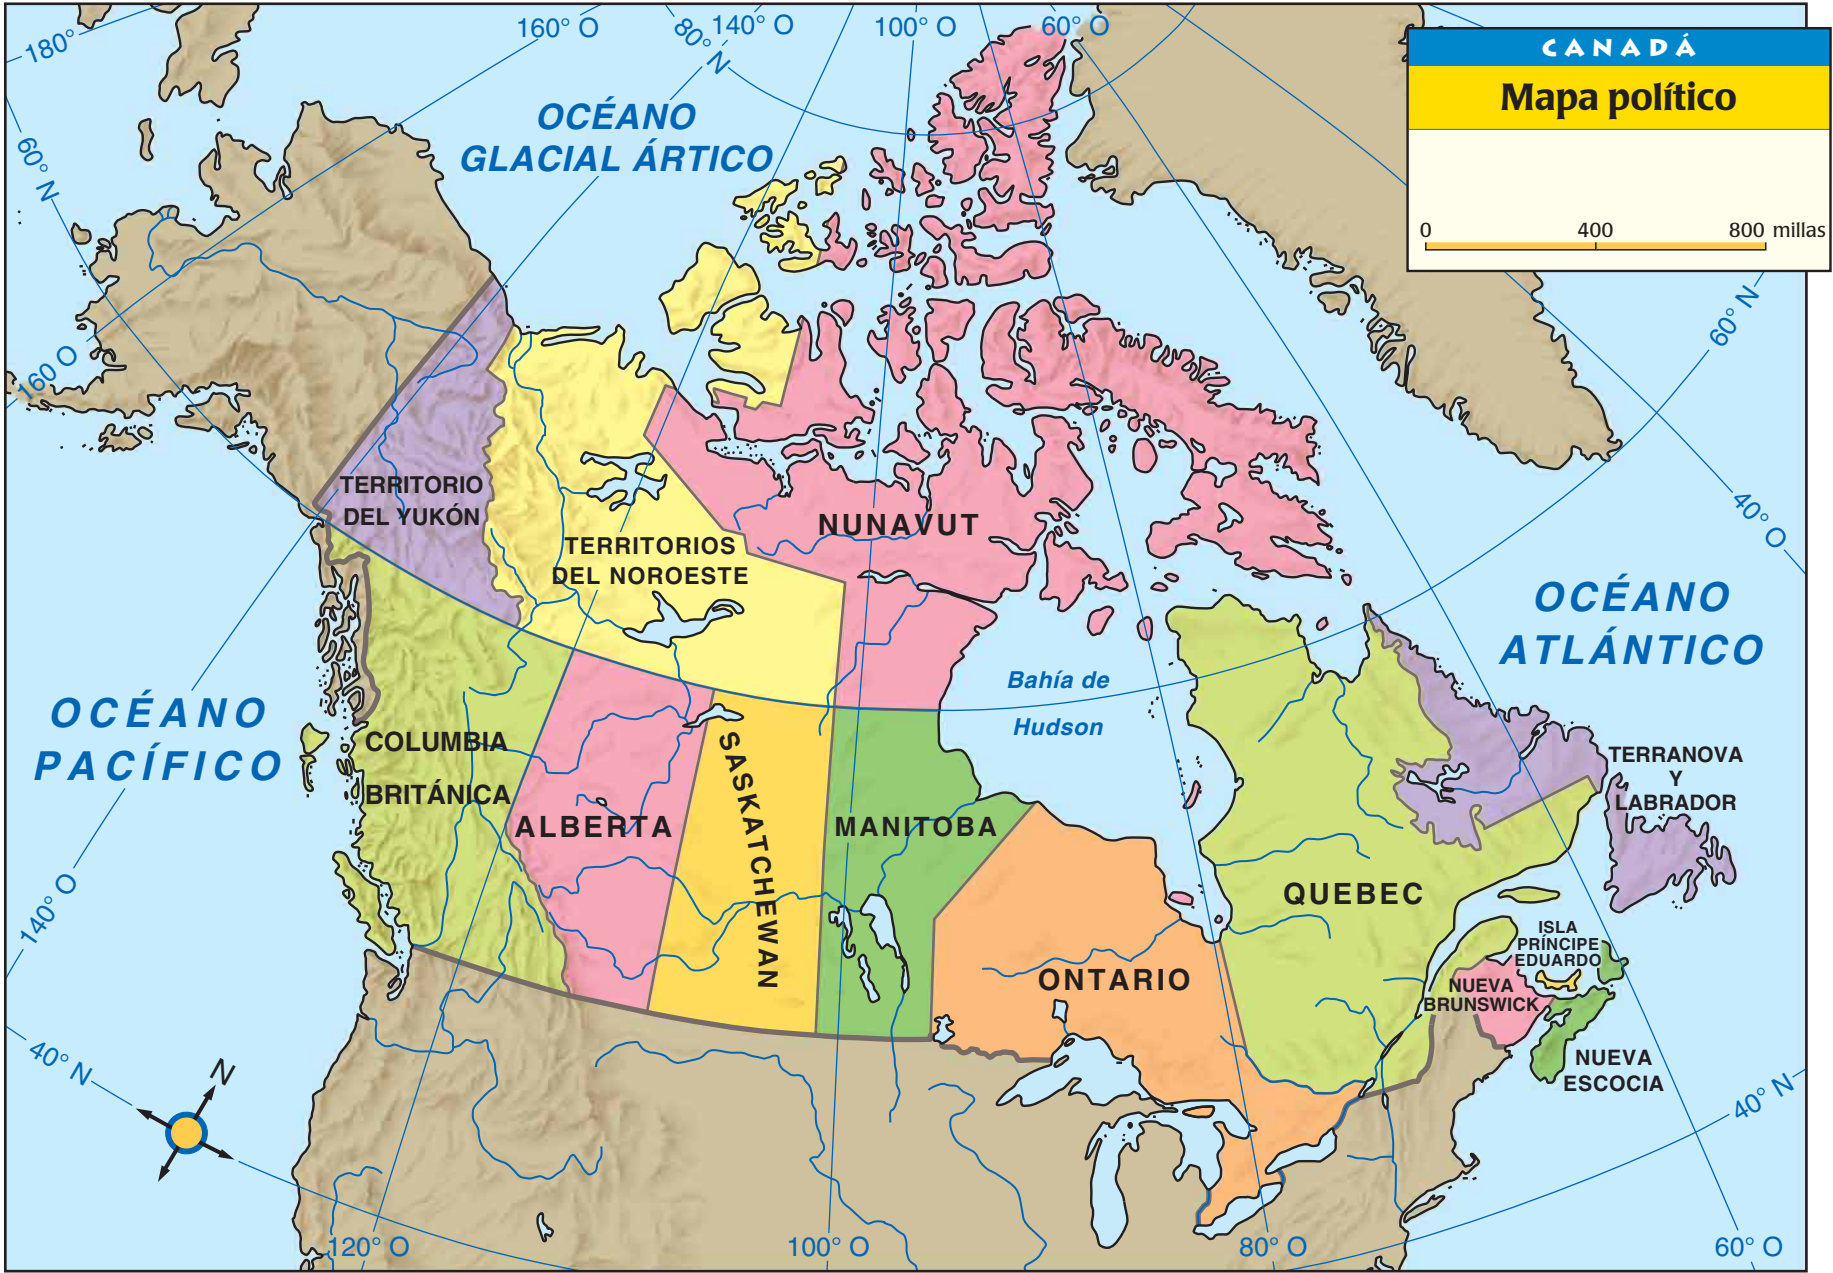 CANADÁ
Mapa político
0 400 800 millas
180°
160° O
140° O
80° N
100° O
60° O
60° N
OCÉANO
GLACIAL ÁRTICO
160 O
60° N
40° O
TERRITORIO
DEL YUKÓN
TERRITORIOS
DEL NOROESTE
NUNAVUT
OCÉANO
ATLÁNTICO
OCÉANO
PACÍFICO
Bahía de
Hudson
COLUMBIA
BRITÁNICA
ALBERTA
SASKATCHEWAN
MANITOBA
ONTARIO
QUEBEC
TERRANOVA
Y
LABRADOR
ISLA
PRÍNCIPE
EDUARDO
NUEVA
BRUNSWICK
NUEVA
ESCOCIA
140° O
40° N
N
40° N
120° O
100° O
80° O
60° O